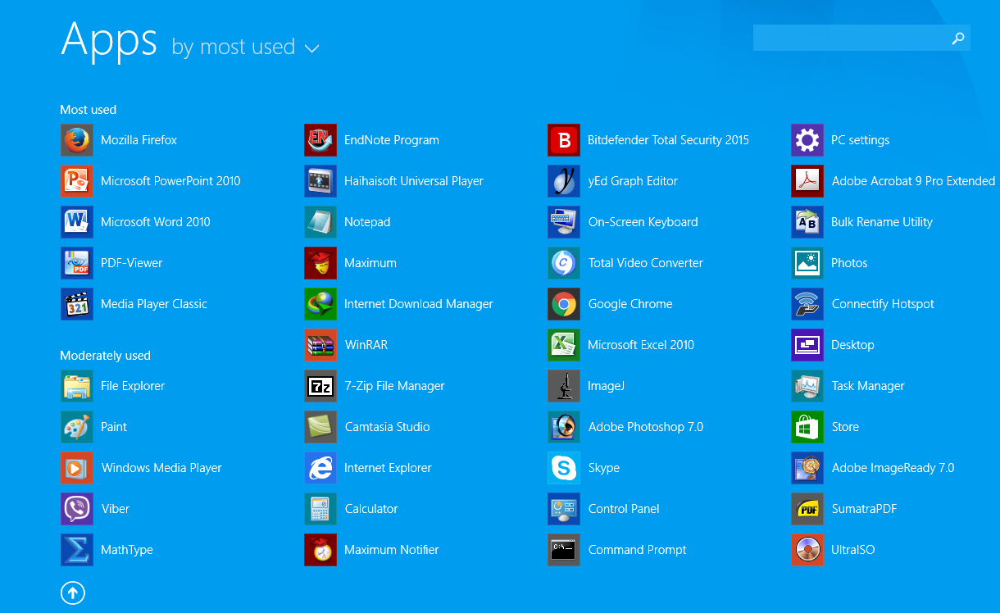 Apps by most used
Most used
Mozilla Firefox
Microsoft PowerPoint 2010
Microsoft Word 2010
PDF-Viewer
Media Player Classic
Moderately used
File Explorer
Paint
Windows Media Player
Viber
MathType
EndNote Program
Haihaisoft Universal Player
Notepad
Maximum
Internet Download Manager
WinRAR
7-Zip File Manager
Camtasia Studio
Internet Explorer
Calculator
Maximum Notifier
Bitdefender Total Security 2015
yEd Graph Editor
On-Screen Keyboard
Total Video Converter
Google Chrome
Microsoft Excel 2010
ImageJ
Adobe Photoshop 7.0
Skype
Control Panel
Command Prompt
PC settings
Adobe Acrobat 9 Pro Extended
Bulk Rename Utility
Photos
Connectify Hotspot
Desktop
Task Manager
Store
Adobe ImageReady 7.0
SumatraPDF
UltraISO